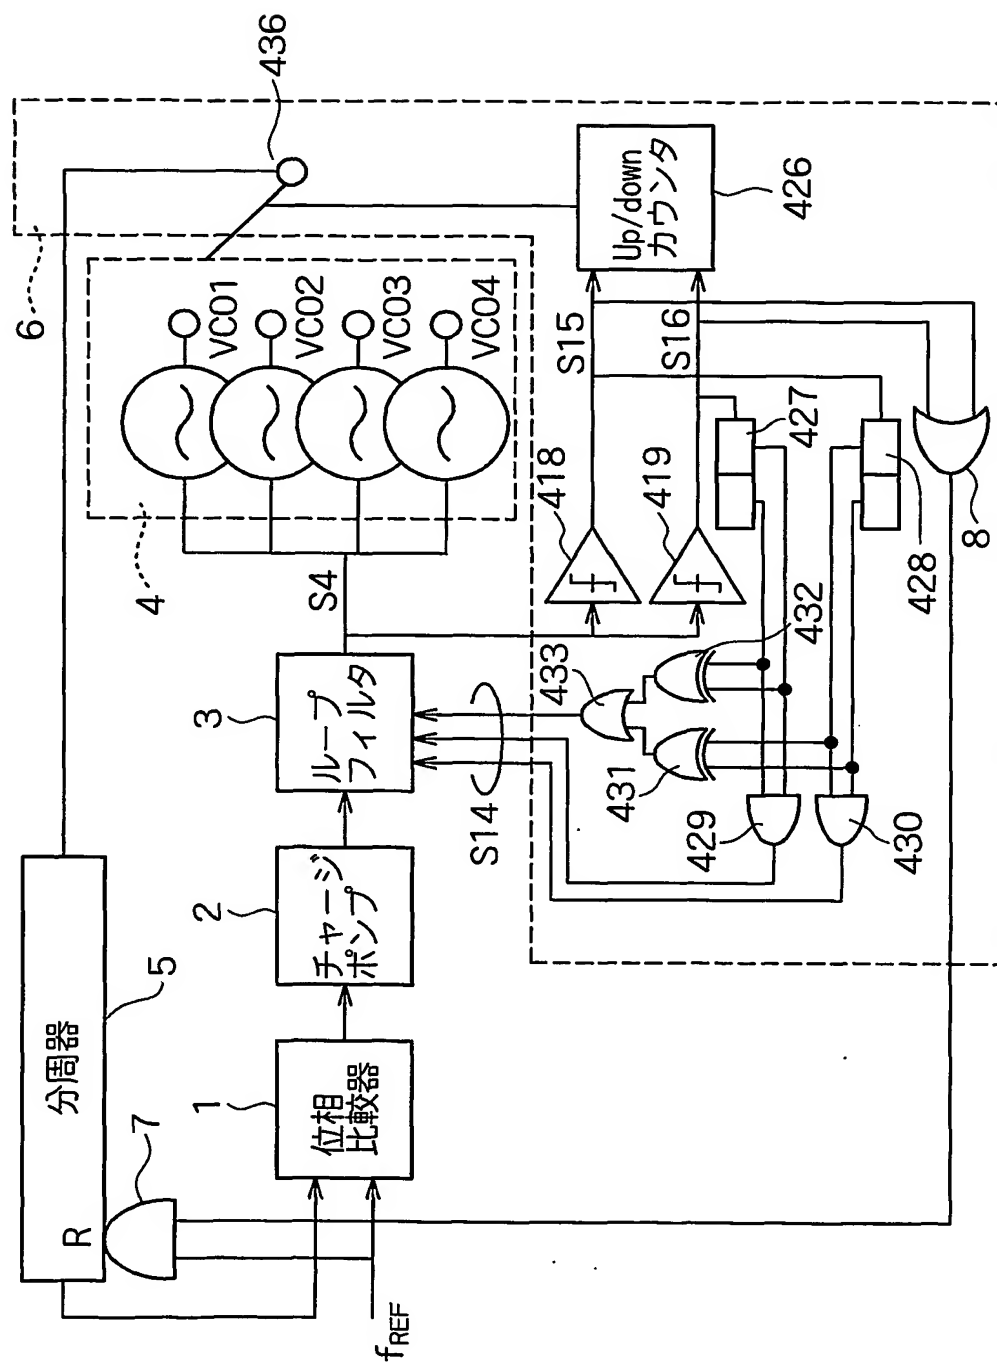 分周器
5
R
7
fREF
1
位相
比較器
2
チャージ
ポンプ
3
ループ
フィルタ
S4
S14
4
VCO1
VCO2
VCO3
VCO4
6
436
418
419
S15
S16
Up/down
カウンタ
426
427
428
433
432
431
429
430
8